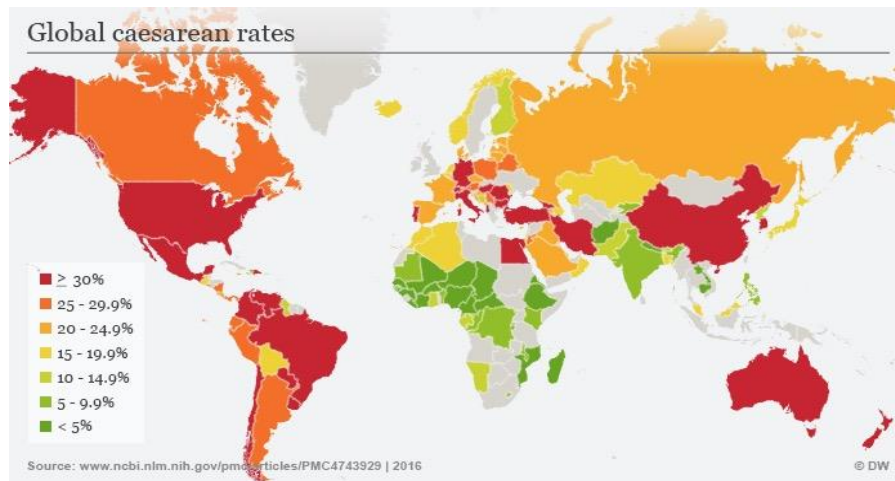 Global caesarean rates
≥ 30%
25 - 29.9%
20 - 24.9%
15 - 19.9%
10 - 14.9%
5 - 9.9%
< 5%
Source: www.ncbi.nlm.nih.gov/pmc/articles/PMC4743929 | 2016
© DW